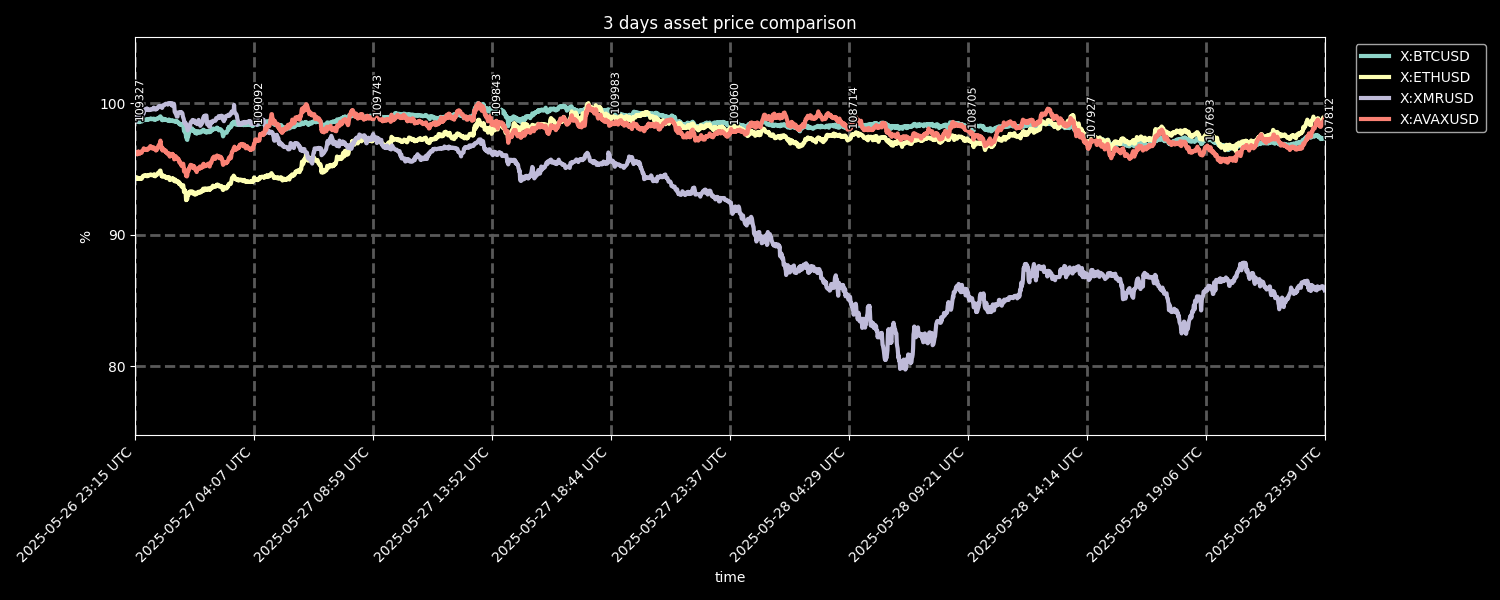 3 days asset price comparison
X:BTCUSD
X:ETHUSD
X:XMRUSD
X:AVAXUSD
100
90
80
%
109327
109092
109743
109843
109983
109060
108714
108705
107927
107693
107812
2025-05-26 23:15 UTC
2025-05-27 04:07 UTC
2025-05-27 08:59 UTC
2025-05-27 13:52 UTC
2025-05-27 18:44 UTC
2025-05-27 23:37 UTC
2025-05-28 04:29 UTC
2025-05-28 09:21 UTC
2025-05-28 14:14 UTC
2025-05-28 19:06 UTC
2025-05-28 23:59 UTC
time